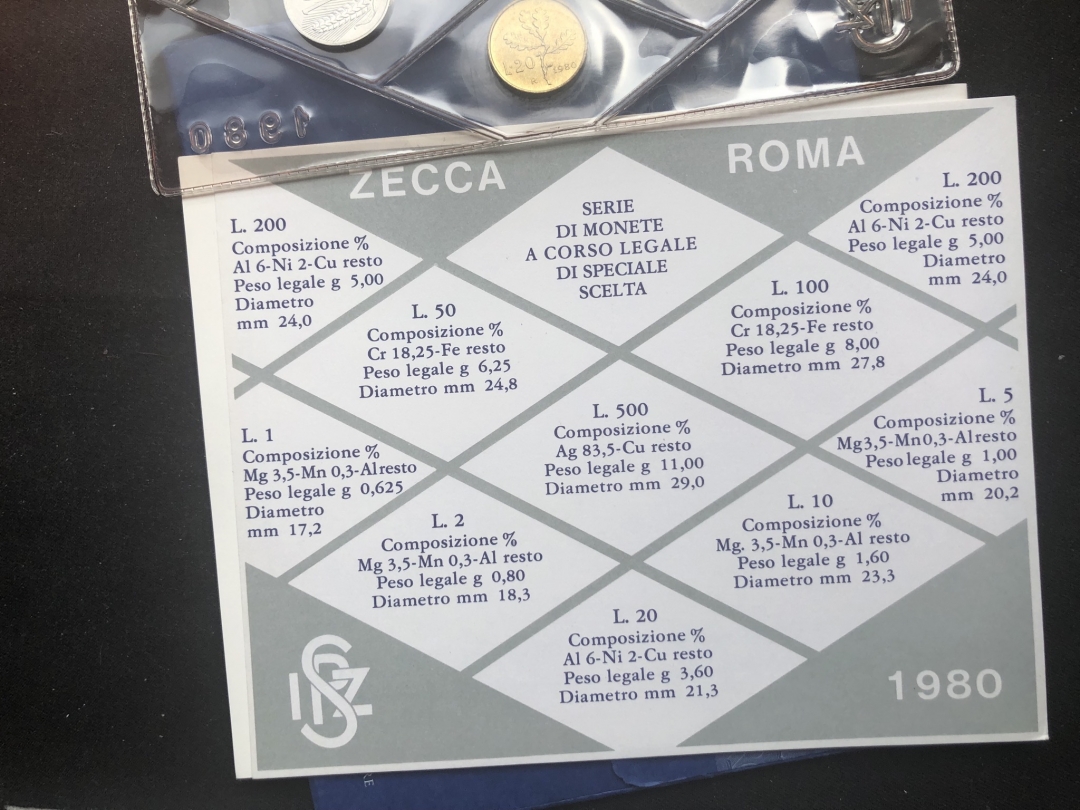 L.20
1980
1980
ZECCA
ROMA
L. 200
Composizione %
Al 6-Ni 2-Cu resto
Peso legale g 5,00
Diametro
mm 24,0
SERIE
DI MONETE
A CORSO LEGALE
DI SPECIALE
SCELTA
L. 200
Composizione %
Al 6-Ni 2-Cu resto
Peso legale g 5,00
Diametro
mm 24,0
L. 50
Composizione %
Cr 18,25-Fe resto
Peso legale g 6,25
Diametro mm 24,8
L. 100
Composizione %
Cr 18,25-Fe resto
Peso legale g 8,00
Diametro mm 27,8
L. 1
Composizione %
Mg 3,5-Mn 0,3-Al resto
Peso legale g 0,625
Diametro
mm 17,2
L. 500
Composizione %
Ag 83,5-Cu resto
Peso legale g 11,00
Diametro mm 29,0
L. 5
Composizione %
Mg3,5-Mn0,3-Al resto
Peso legale g 1,00
Diametro
mm 20,2
L. 2
Composizione %
Mg 3,5-Mn 0,3-Al resto
Peso legale g 0,80
Diametro mm 18,3
L. 10
Composizione %
Mg. 3,5-Mn 0,3-Al resto
Peso legale g 1,60
Diametro mm 23,3
L. 20
Composizione %
Al 6-Ni 2-Cu resto
Peso legale g 3,60
Diametro mm 21,3
IPZS
1980